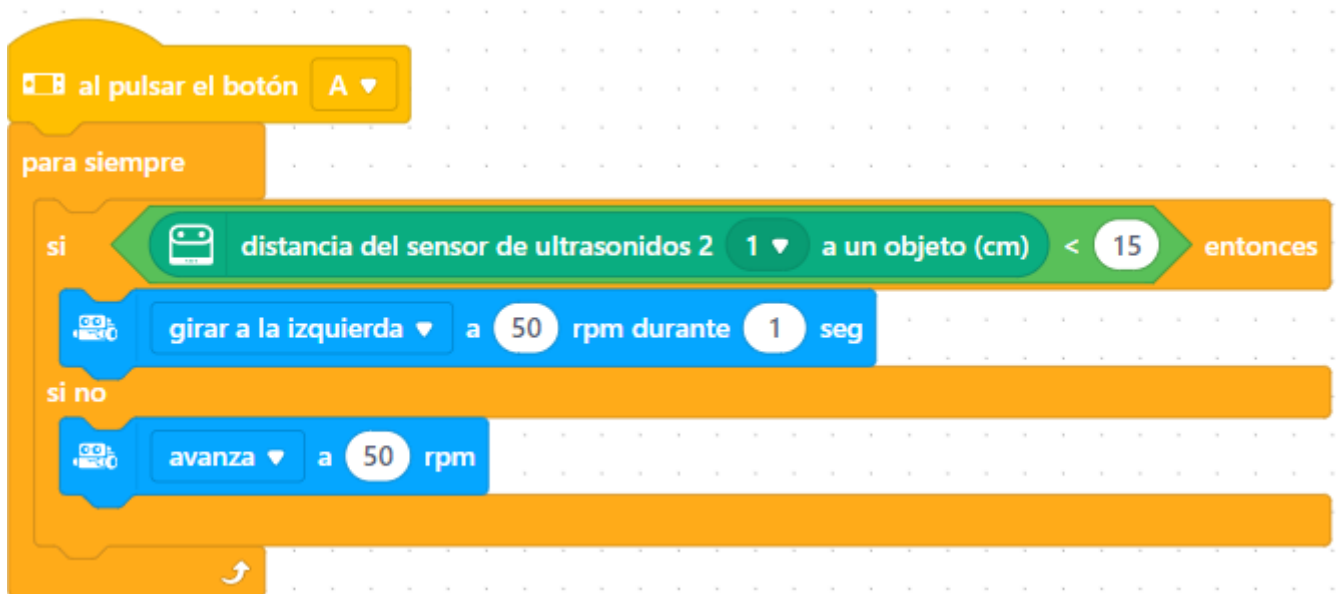 al pulsar el botón A
para siempre
si distancia del sensor de ultrasonidos 2 1 a un objeto (cm) < 15 entonces
girar a la izquierda a 50 rpm durante 1 seg
si no
avanza a 50 rpm